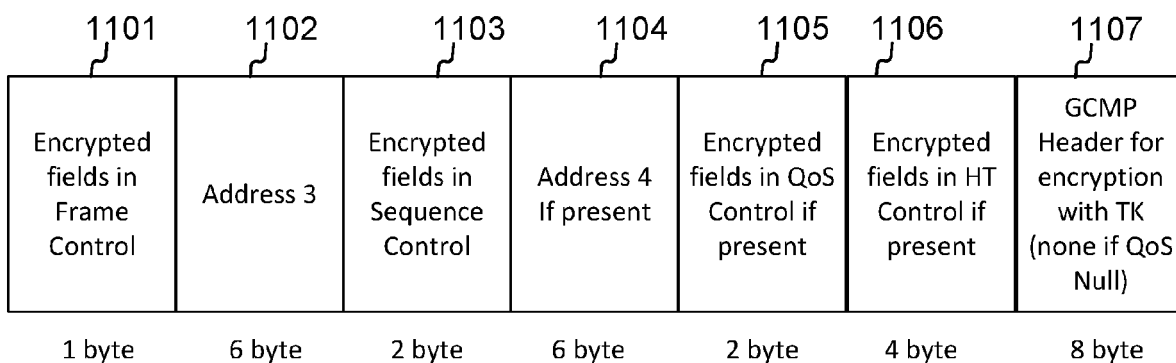 1101 1102 1103 1104 1105 1106 1107
Encrypted
fields in
Frame
Control
Address 3
Encrypted
fields in
Sequence
Control
Address 4
If present
Encrypted
fields in QoS
Control if
present
Encrypted
fields in HT
Control if
present
GCMP
Header for
encryption
with TK
(none if QoS
Null)
1 byte 6 byte 2 byte 6 byte 2 byte 4 byte 8 byte